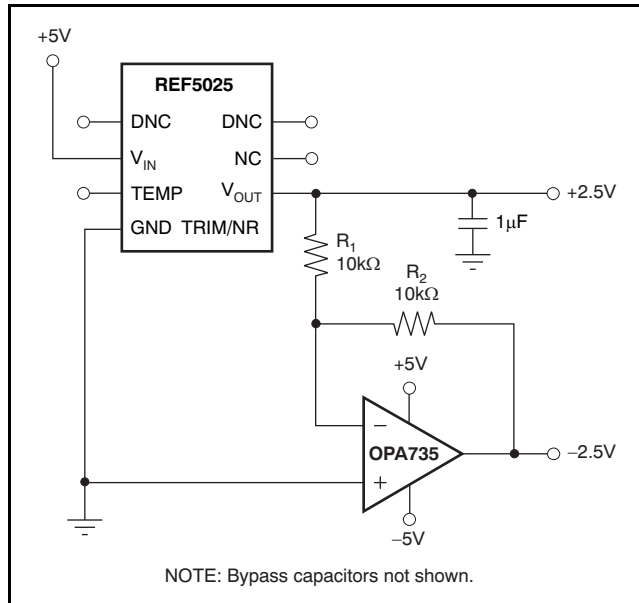 +5V
REF5025
DNC DNC
V_IN NC
TEMP V_OUT
GND TRIM/NR
+2.5V
1μF
R_1
10kΩ
R_2
10kΩ
+5V
−
OPA735
+
−2.5V
−5V
NOTE: Bypass capacitors not shown.